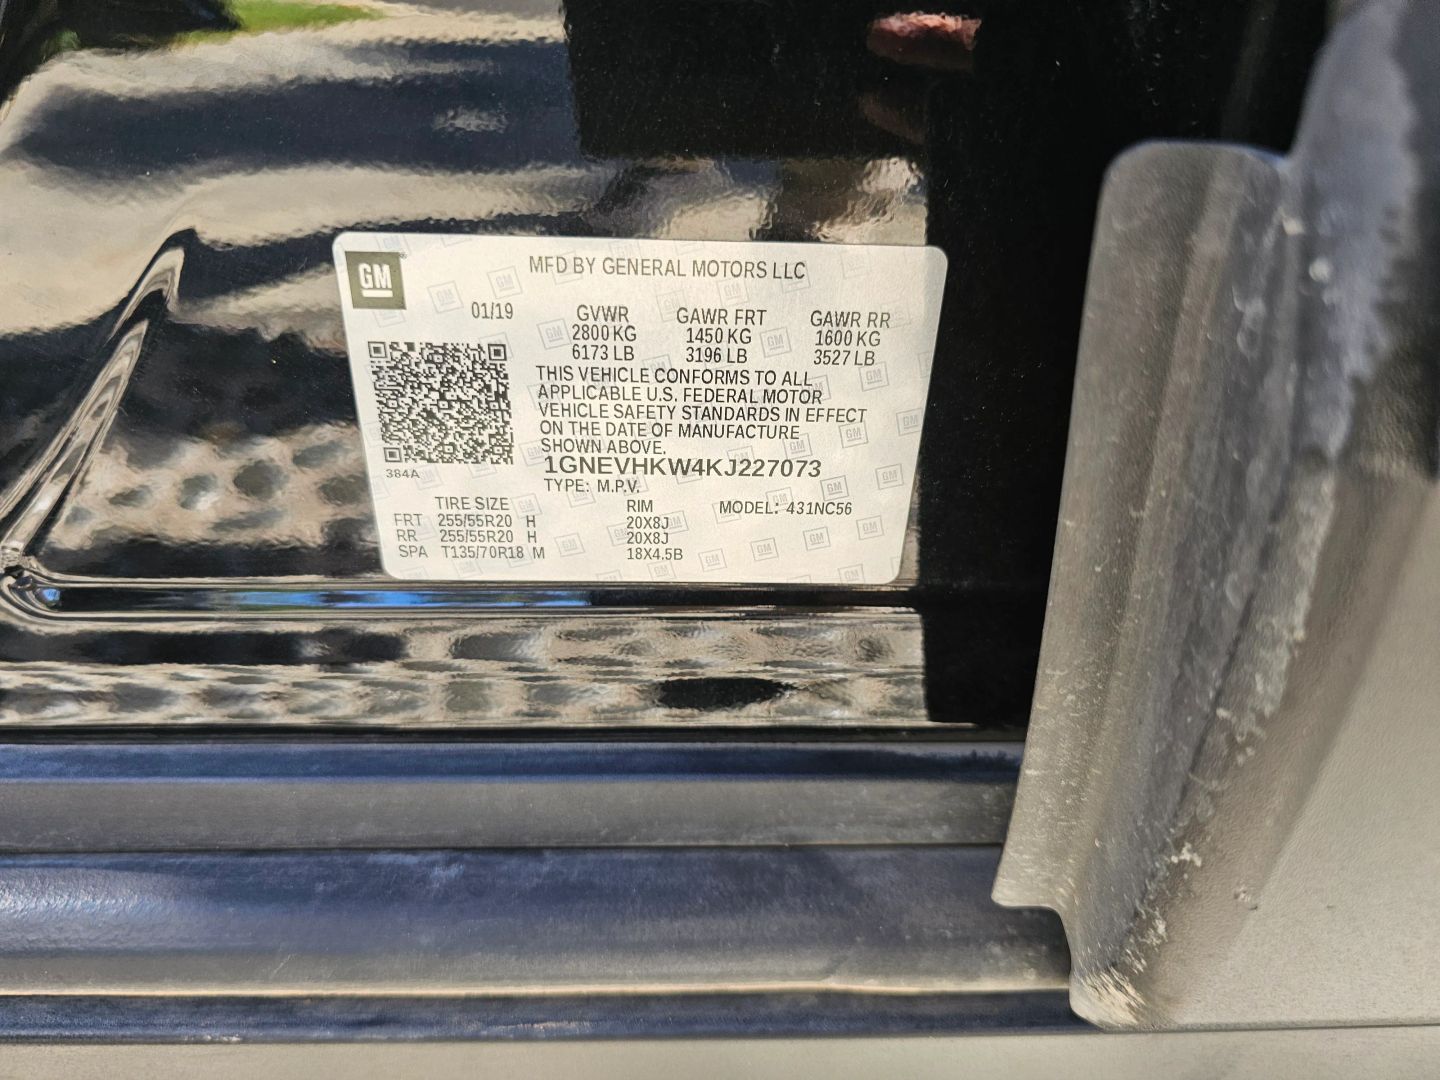 GM
MFD BY GENERAL MOTORS LLC
01/19
GVWR GAWR FRT GAWR RR
2800 KG 1450 KG 1600 KG
6173 LB 3196 LB 3527 LB
THIS VEHICLE CONFORMS TO ALL
APPLICABLE U.S. FEDERAL MOTOR
VEHICLE SAFETY STANDARDS IN EFFECT
ON THE DATE OF MANUFACTURE
SHOWN ABOVE.
384A
1GNEVHKW4KJ227073
TYPE: M.P.V.
TIRE SIZE RIM MODEL: 431NC56
FRT 255/55R20 H 20X8J
RR 255/55R20 H 20X8J
SPA T135/70R18 M 18X4.5B